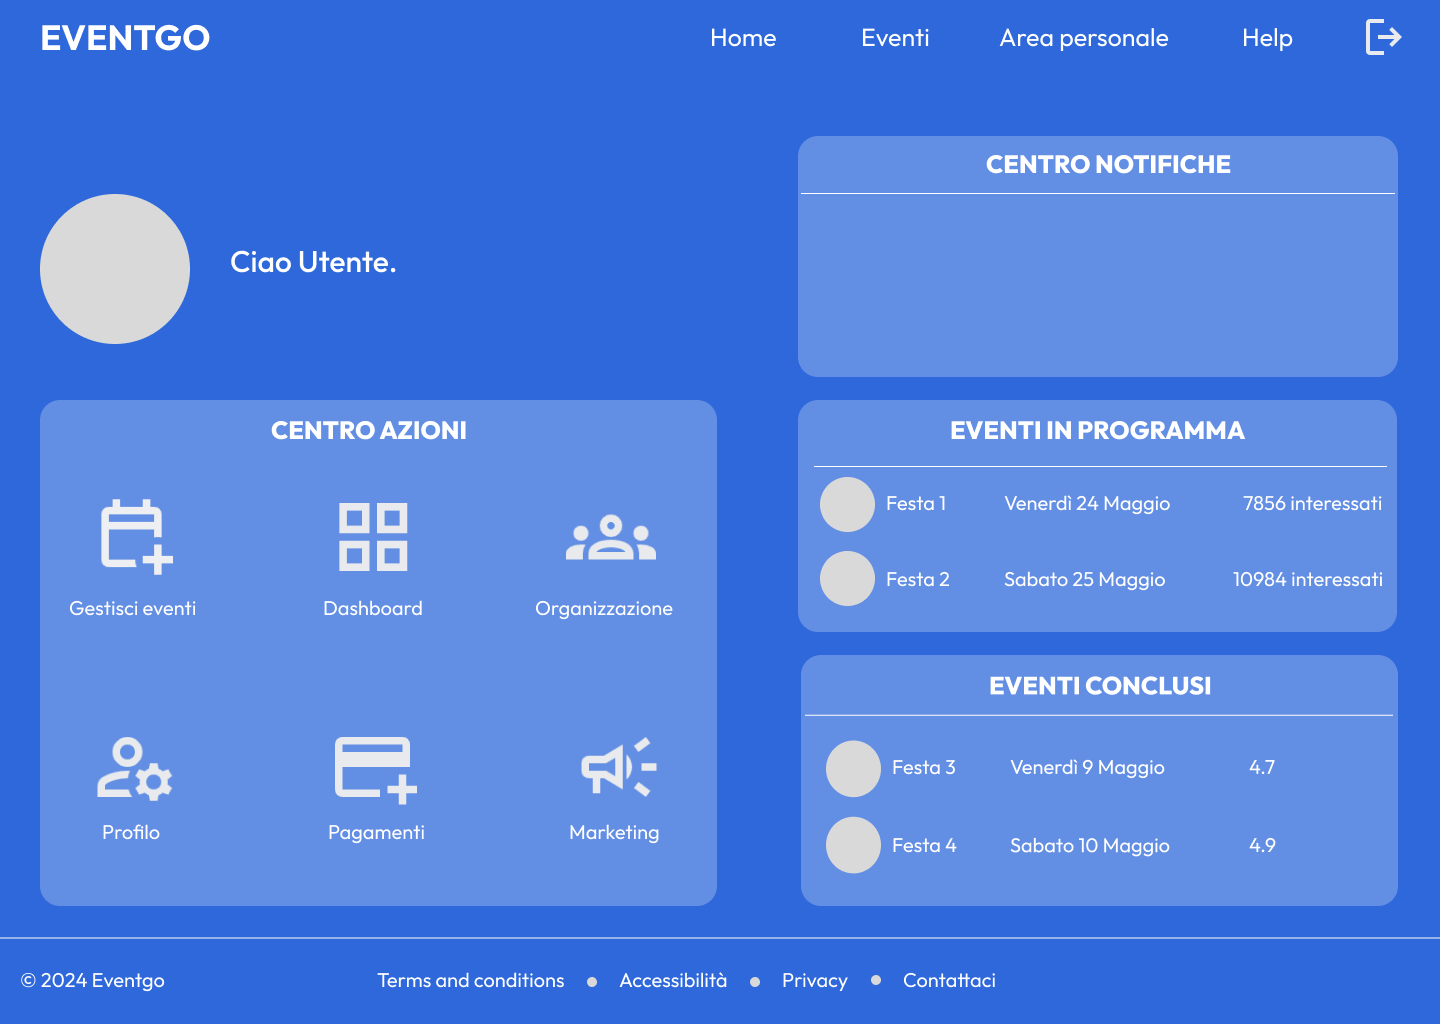 EVENTGO
Home Eventi Area personale Help
Ciao Utente.
CENTRO NOTIFICHE
CENTRO AZIONI
Gestisci eventi Dashboard Organizzazione
Profilo Pagamenti Marketing
EVENTI IN PROGRAMMA
Festa 1 Venerdì 24 Maggio 7856 interessati
Festa 2 Sabato 25 Maggio 10984 interessati
EVENTI CONCLUSI
Festa 3 Venerdì 9 Maggio 4.7
Festa 4 Sabato 10 Maggio 4.9
© 2024 Eventgo Terms and conditions Accessibilità Privacy Contattaci